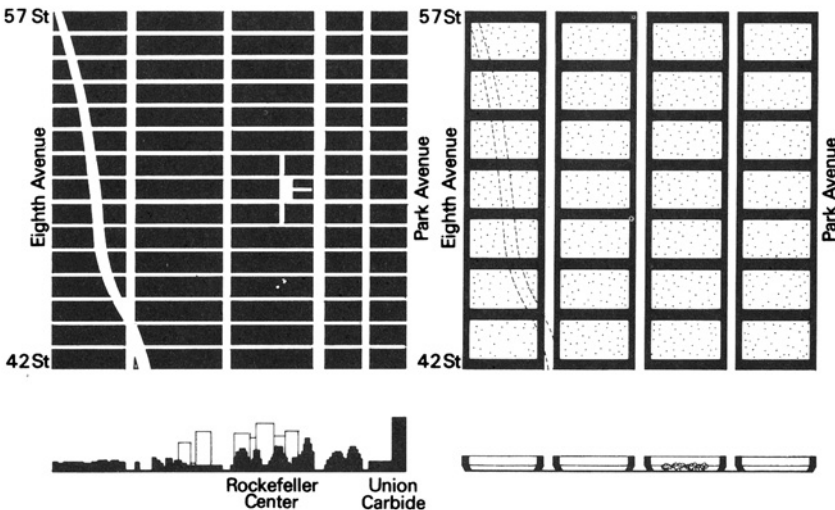 57 St
Eighth Avenue
42 St
Park Avenue
Rockefeller
Center
Union
Carbide
57 St
Eighth Avenue
42 St
Park Avenue